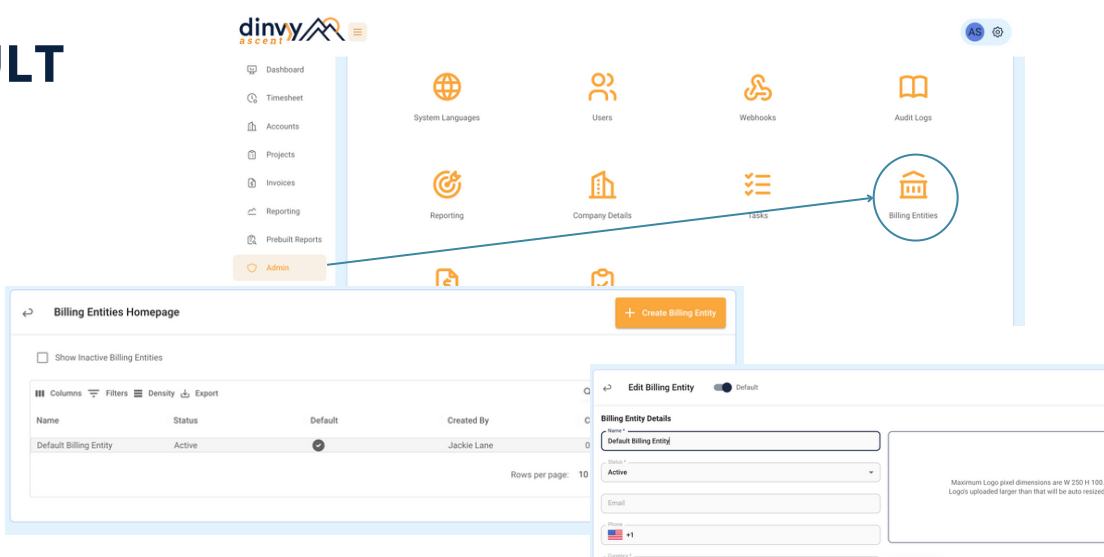 ULT
dinvy
ascent
AS
Dashboard
Timesheet
Accounts
Projects
Invoices
Reporting
Prebuilt Reports
Admin
System Languages
Users
Webhooks
Audit Logs
Reporting
Company Details
Tasks
Billing Entities
Billing Entities Homepage
+ Create Billing Entity
Show Inactive Billing Entities
Columns Filters Density Export
Name Status Default Created By C
Default Billing Entity Active Jackie Lane 0
Rows per page: 10
Edit Billing Entity Default
Billing Entity Details
Name *
Default Billing Entity
Status *
Active
Email
Phone
+1
Currency *
Maximum Logo pixel dimensions are W 250 H 100.
Logo's uploaded larger than that will be auto resized